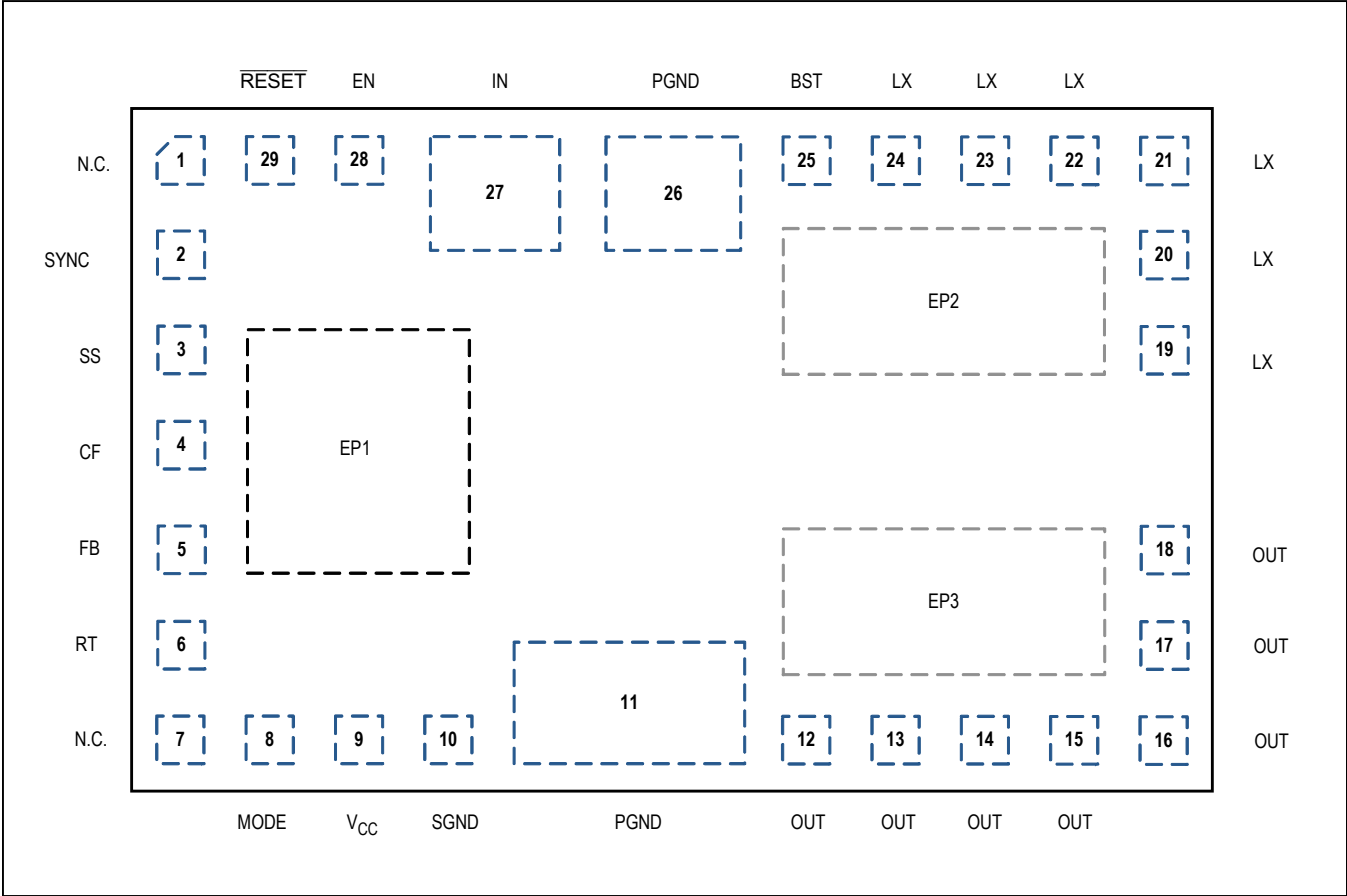 RESET EN IN PGND BST LX LX LX
N.C. 1 29 28 27 26 25 24 23 22 21 LX
SYNC 2 20 LX
EP2
SS 3 19 LX
CF 4 EP1
FB 5 18 OUT
EP3
RT 6 17 OUT
11
N.C. 7 8 9 10 12 13 14 15 16 OUT
MODE VCC SGND PGND OUT OUT OUT OUT